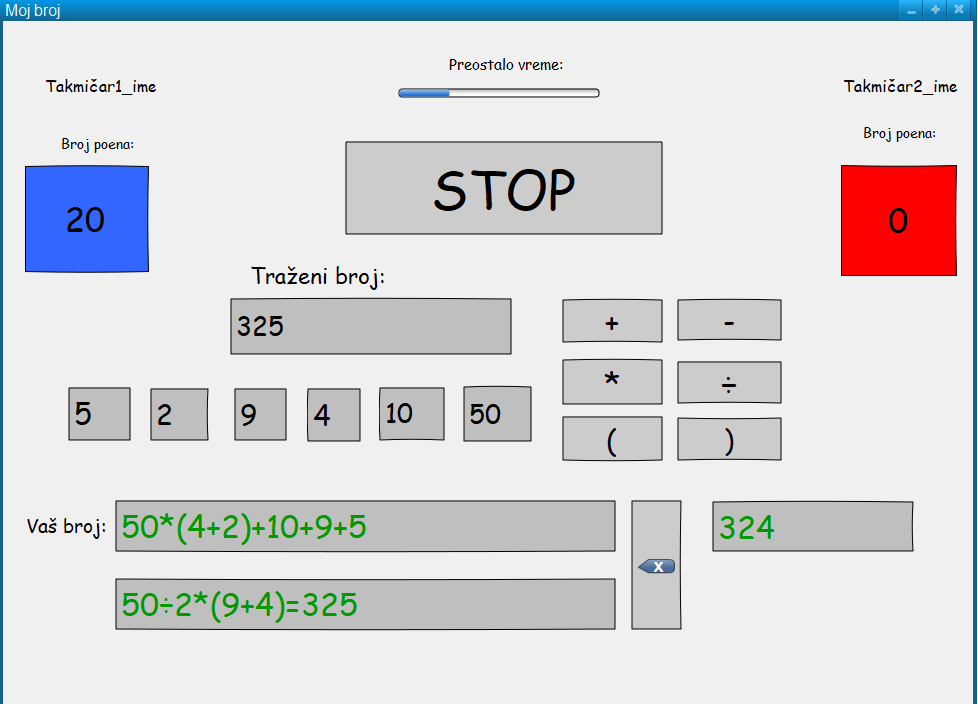 Moj broj
Preostalo vreme:
Takmičar1_ime
Takmičar2_ime
Broj poena:
Broj poena:
20
STOP
0
Traženi broj:
325
+ -
* ÷
5 2 9 4 10 50
( )
Vaš broj: 50*(4+2)+10+9+5 324
X
50÷2*(9+4)=325